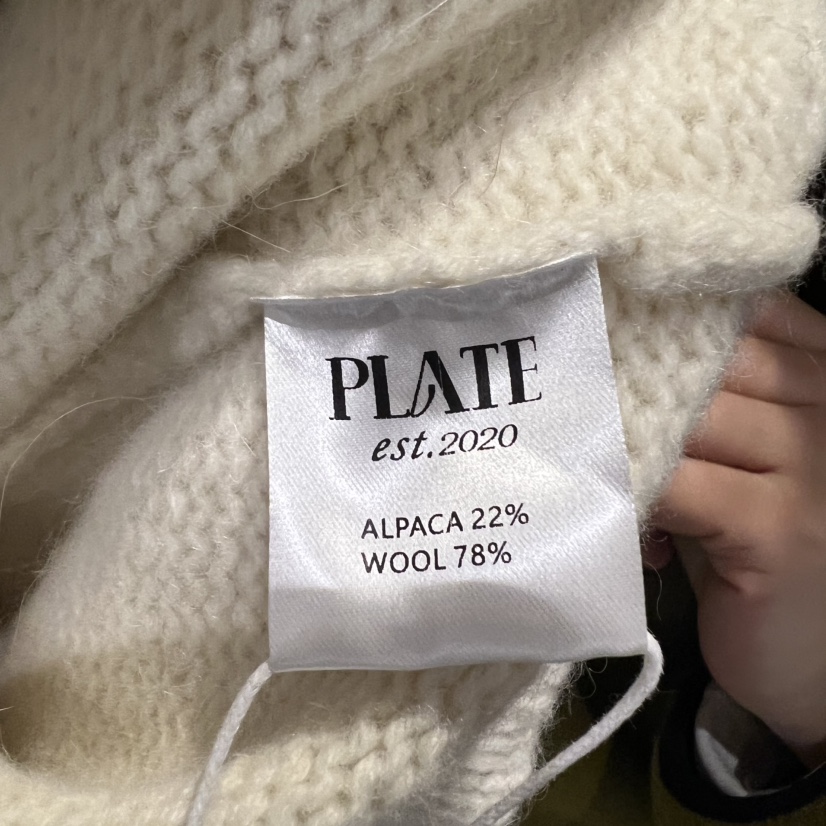 PLATE
est.2020
ALPACA 22%
WOOL 78%